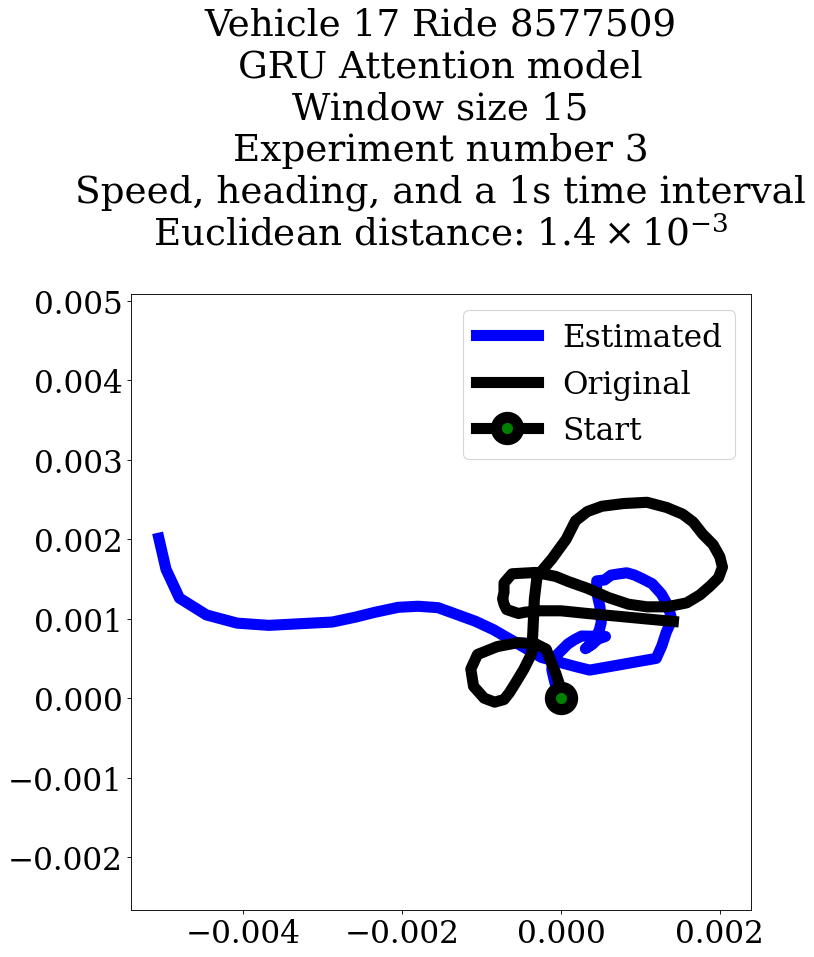 Vehicle 17 Ride 8577509
GRU Attention model
Window size 15
Experiment number 3
Speed, heading, and a 1s time interval
Euclidean distance: 1.4 × 10⁻³
Estimated
Original
Start
0.005
0.004
0.003
0.002
0.001
0.000
−0.001
−0.002
−0.004
−0.002
0.000
0.002